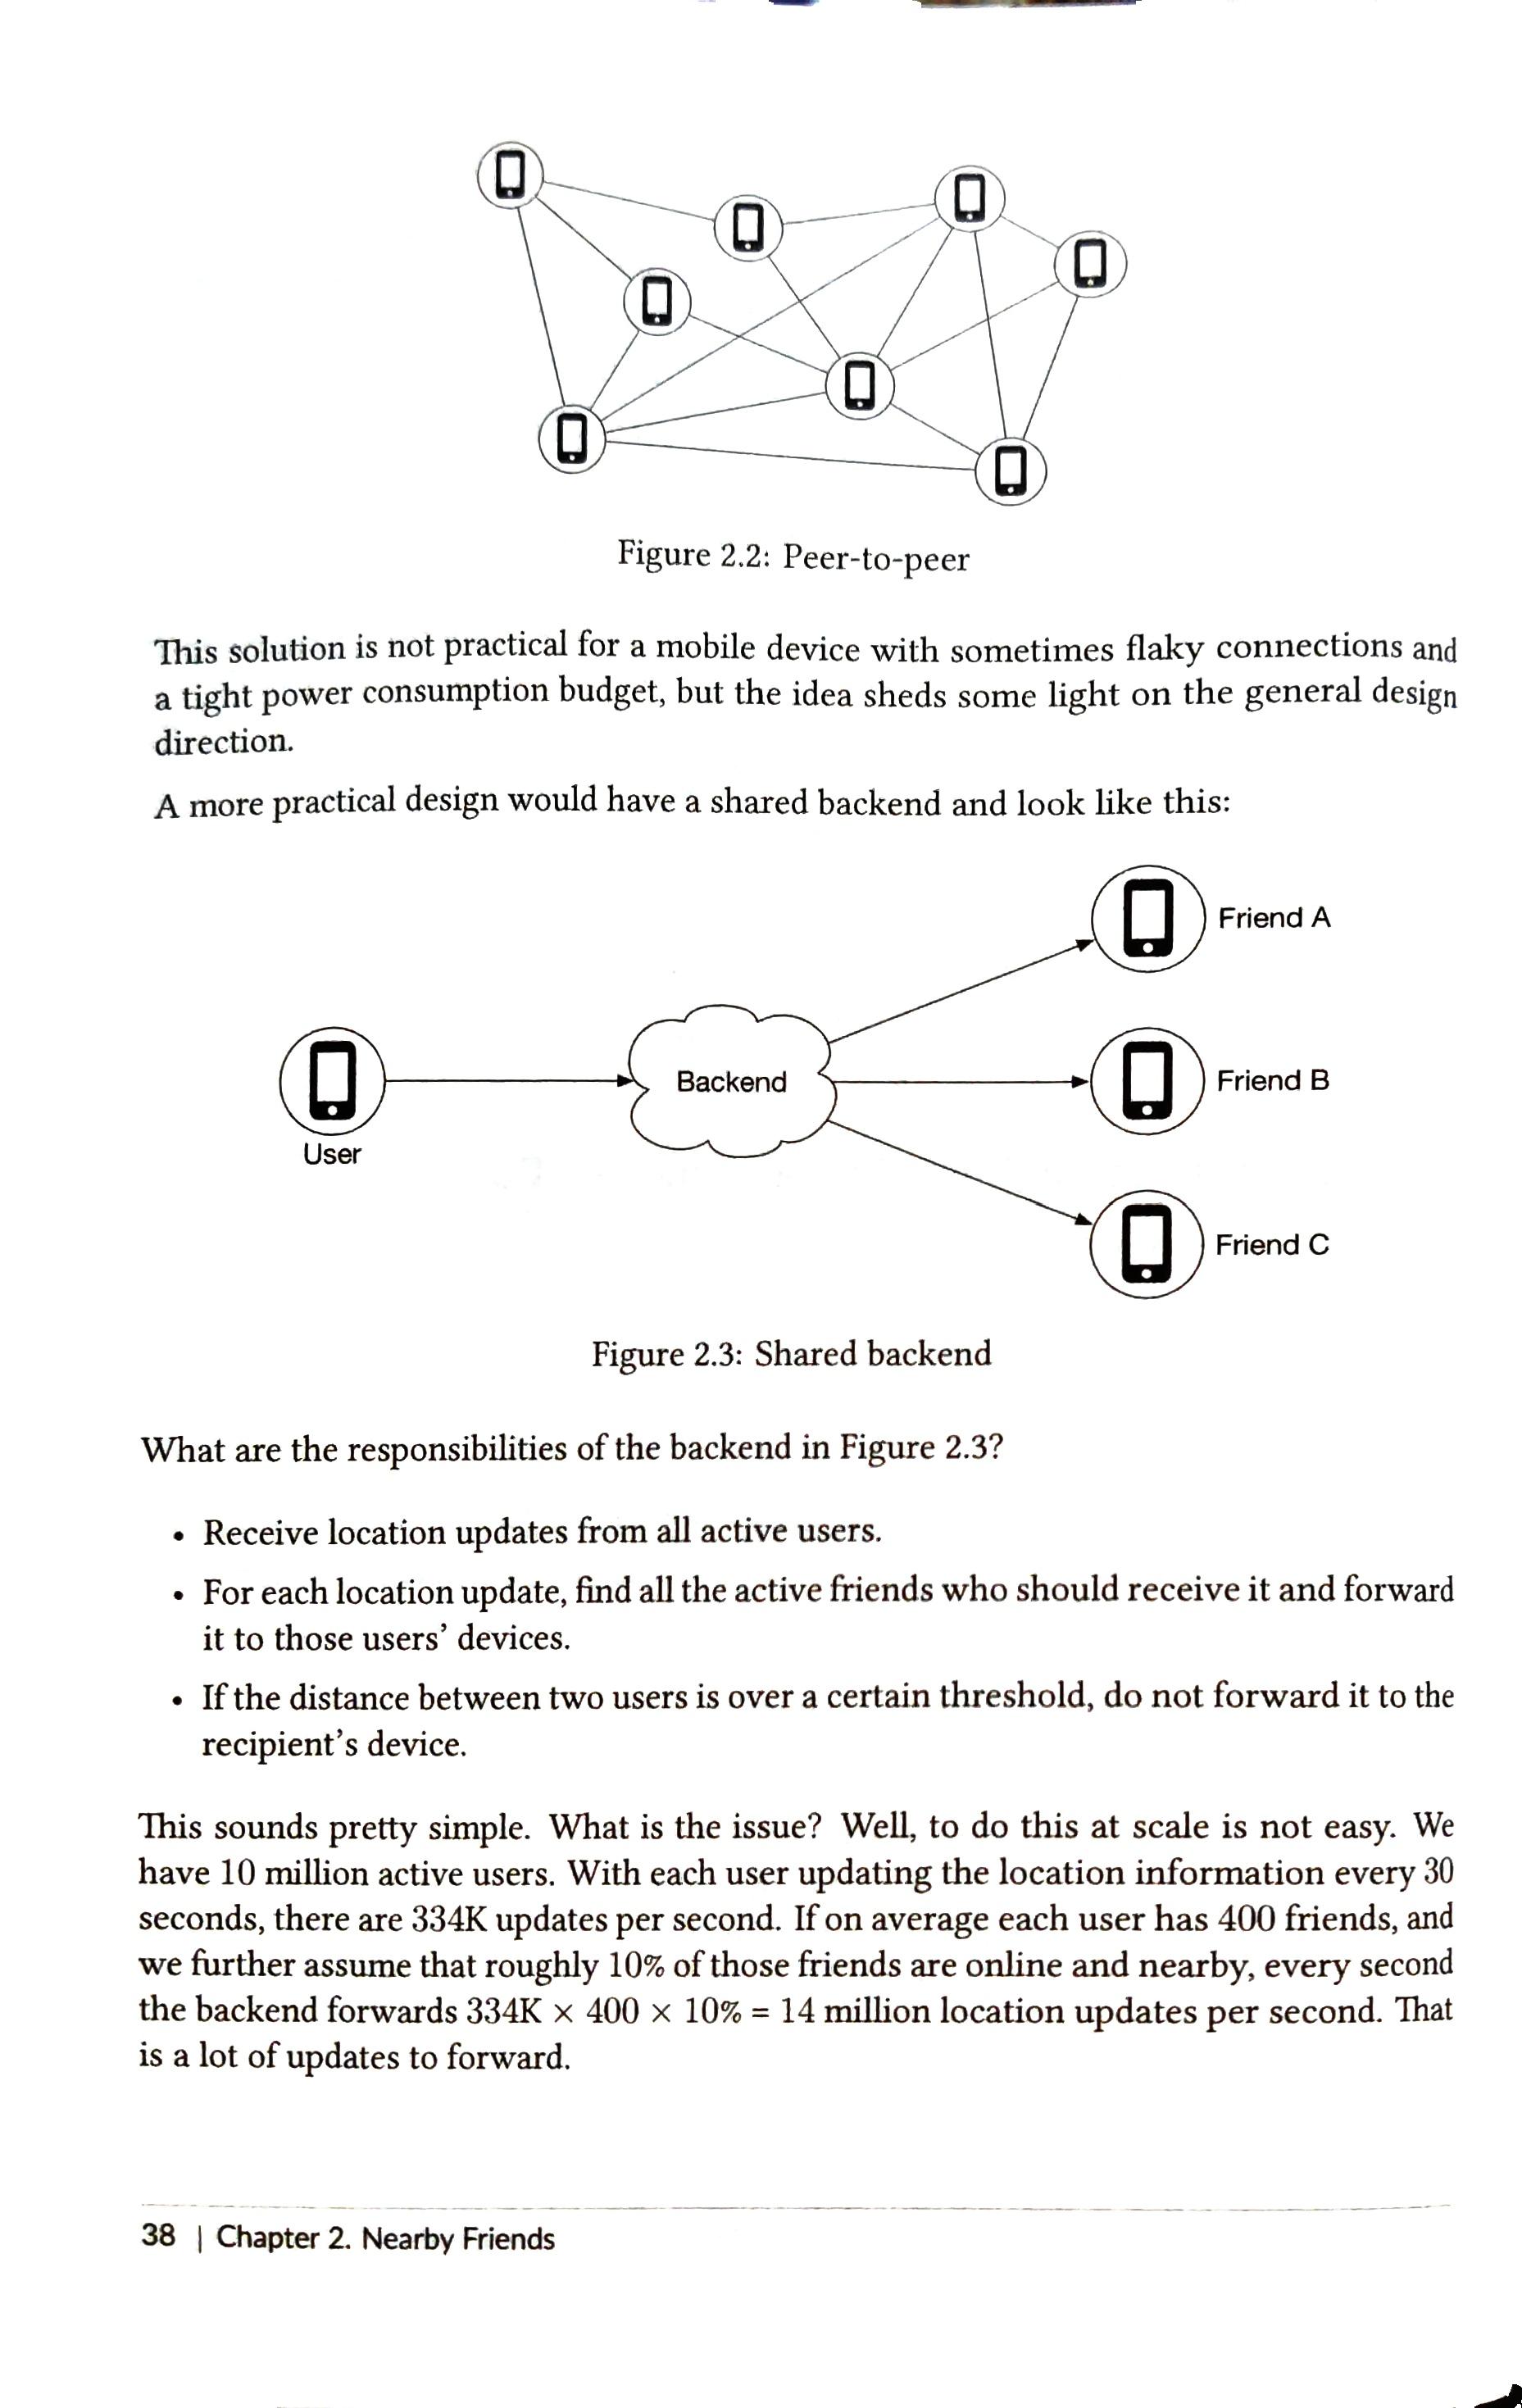 Figure 2.2: Peer-to-peer
This solution is not practical for a mobile device with sometimes flaky connections and
a tight power consumption budget, but the idea sheds some light on the general design
direction.
A more practical design would have a shared backend and look like this:
Friend A
Backend
Friend B
User
Friend C
Figure 2.3: Shared backend
What are the responsibilities of the backend in Figure 2.3?
• Receive location updates from all active users.
• For each location update, find all the active friends who should receive it and forward
it to those users’ devices.
• If the distance between two users is over a certain threshold, do not forward it to the
recipient’s device.
This sounds pretty simple. What is the issue? Well, to do this at scale is not easy. We
have 10 million active users. With each user updating the location information every 30
seconds, there are 334K updates per second. If on average each user has 400 friends, and
we further assume that roughly 10% of those friends are online and nearby, every second
the backend forwards 334K × 400 × 10% = 14 million location updates per second. That
is a lot of updates to forward.
38 | Chapter 2. Nearby Friends